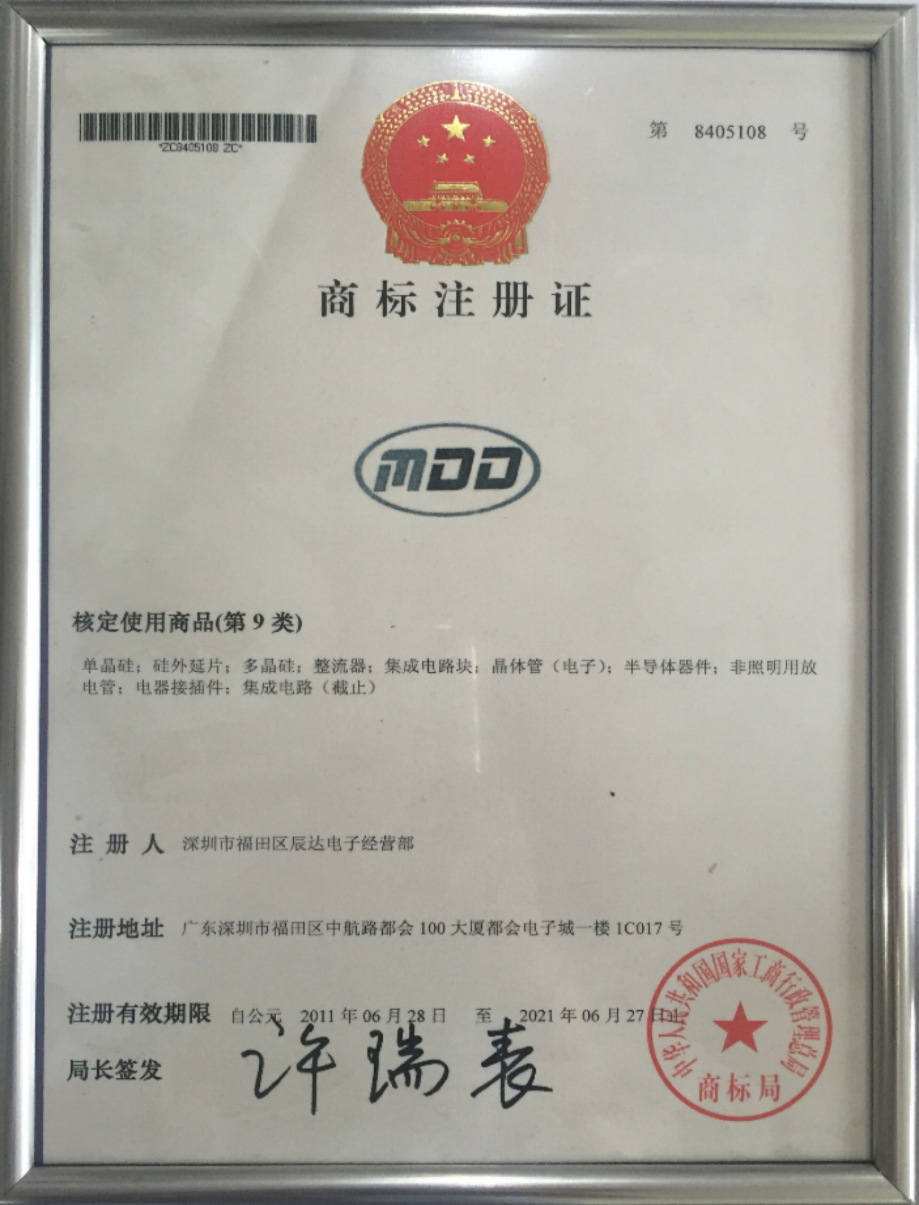 *ZC8405108 ZC*
第 8405108 号
商标注册证
MDD
核定使用商品(第 9 类)
单晶硅；硅外延片；多晶硅；整流器；集成电路块；晶体管（电子）；半导体器件；非照明用放
电管；电器接插件；集成电路（截止）
注 册 人 深圳市福田区辰达电子经营部
注册地址 广东深圳市福田区中航路都会 100 大厦都会电子城一楼 1C017 号
注册有效期限 自公元 2011 年 06 月 28 日 至 2021 年 06 月 27 日止
局长签发 许瑞表
中华人民共和国国家工商行政管理总局
商标局